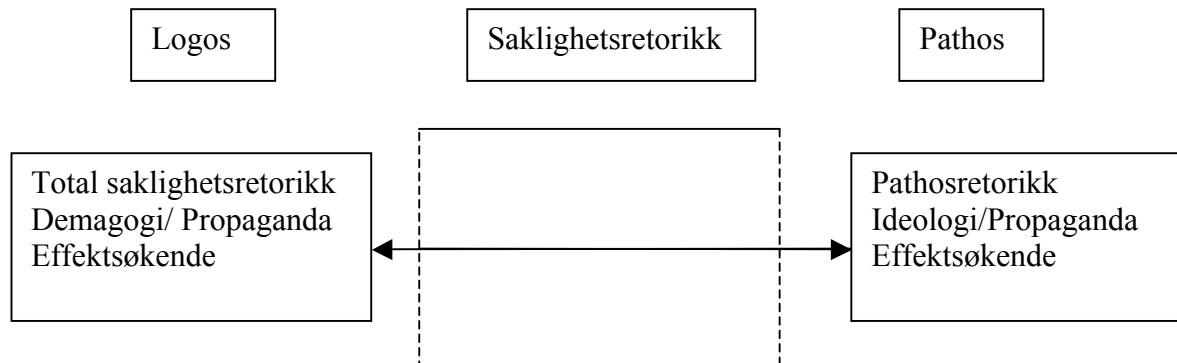 Logos
Saklighetsretorikk
Pathos
Total saklighetsretorikk
Demagogi/ Propaganda
Effektsøkende
Pathosretorikk
Ideologi/Propaganda
Effektsøkende